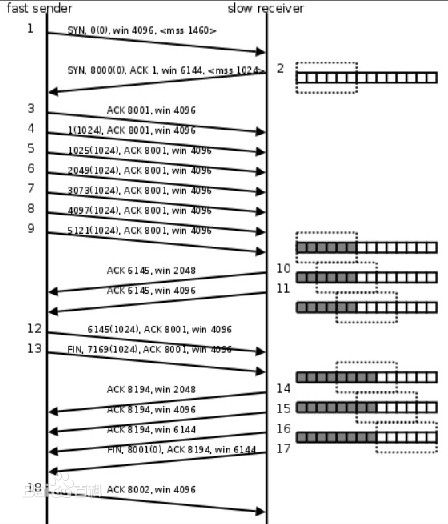 fast sender slow receiver
1 SYN, 0(0), win 4096, <mss 1460>
SYN, 8000(0), ACK 1, win 6144, <mss 1024> 2
3 ACK 8001, win 4096
4 1(1024), ACK 8001, win 4096
5 1025(1024), ACK 8001, win 4096
6 2049(1024), ACK 8001, win 4096
7 3073(1024), ACK 8001, win 4096
8 4097(1024), ACK 8001, win 4096
9 5121(1024), ACK 8001, win 4096
ACK 6145, win 2048 10
ACK 6145, win 4096 11
12 6145(1024), ACK 8001, win 4096
13 FIN, 7169(1024), ACK 8001, win 4096
ACK 8194, win 2048 14
ACK 8194, win 4096 15
ACK 8194, win 6144 16
FIN, 8001(0), ACK 8194, win 6144 17
18 ACK 8002, win 4096